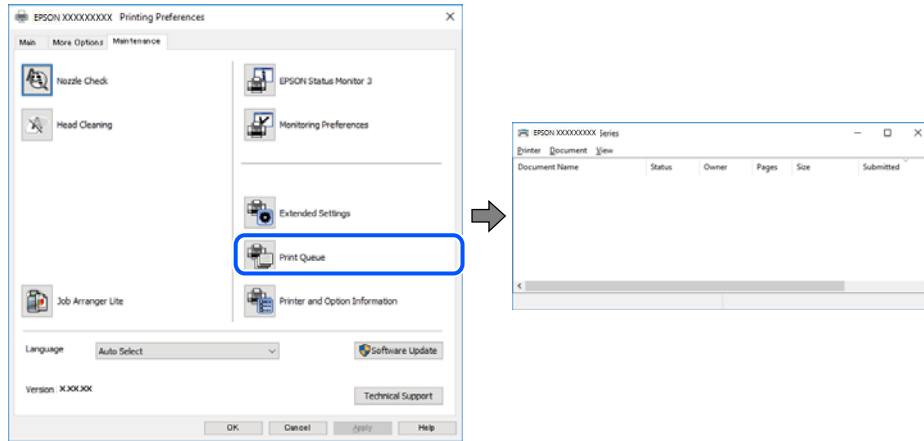 EPSON XXXXXXXXX Printing Preferences
Main More Options Maintenance
Nozzle Check
EPSON Status Monitor 3
Head Cleaning
Monitoring Preferences
Extended Settings
Print Queue
Job Arranger Lite
Printer and Option Information
Language Auto Select
Software Update
Version X.XX.XX
Technical Support
OK Cancel Apply Help
EPSON XXXXXXXXX Series
Printer Document View
Document Name Status Owner Pages Size Submitted